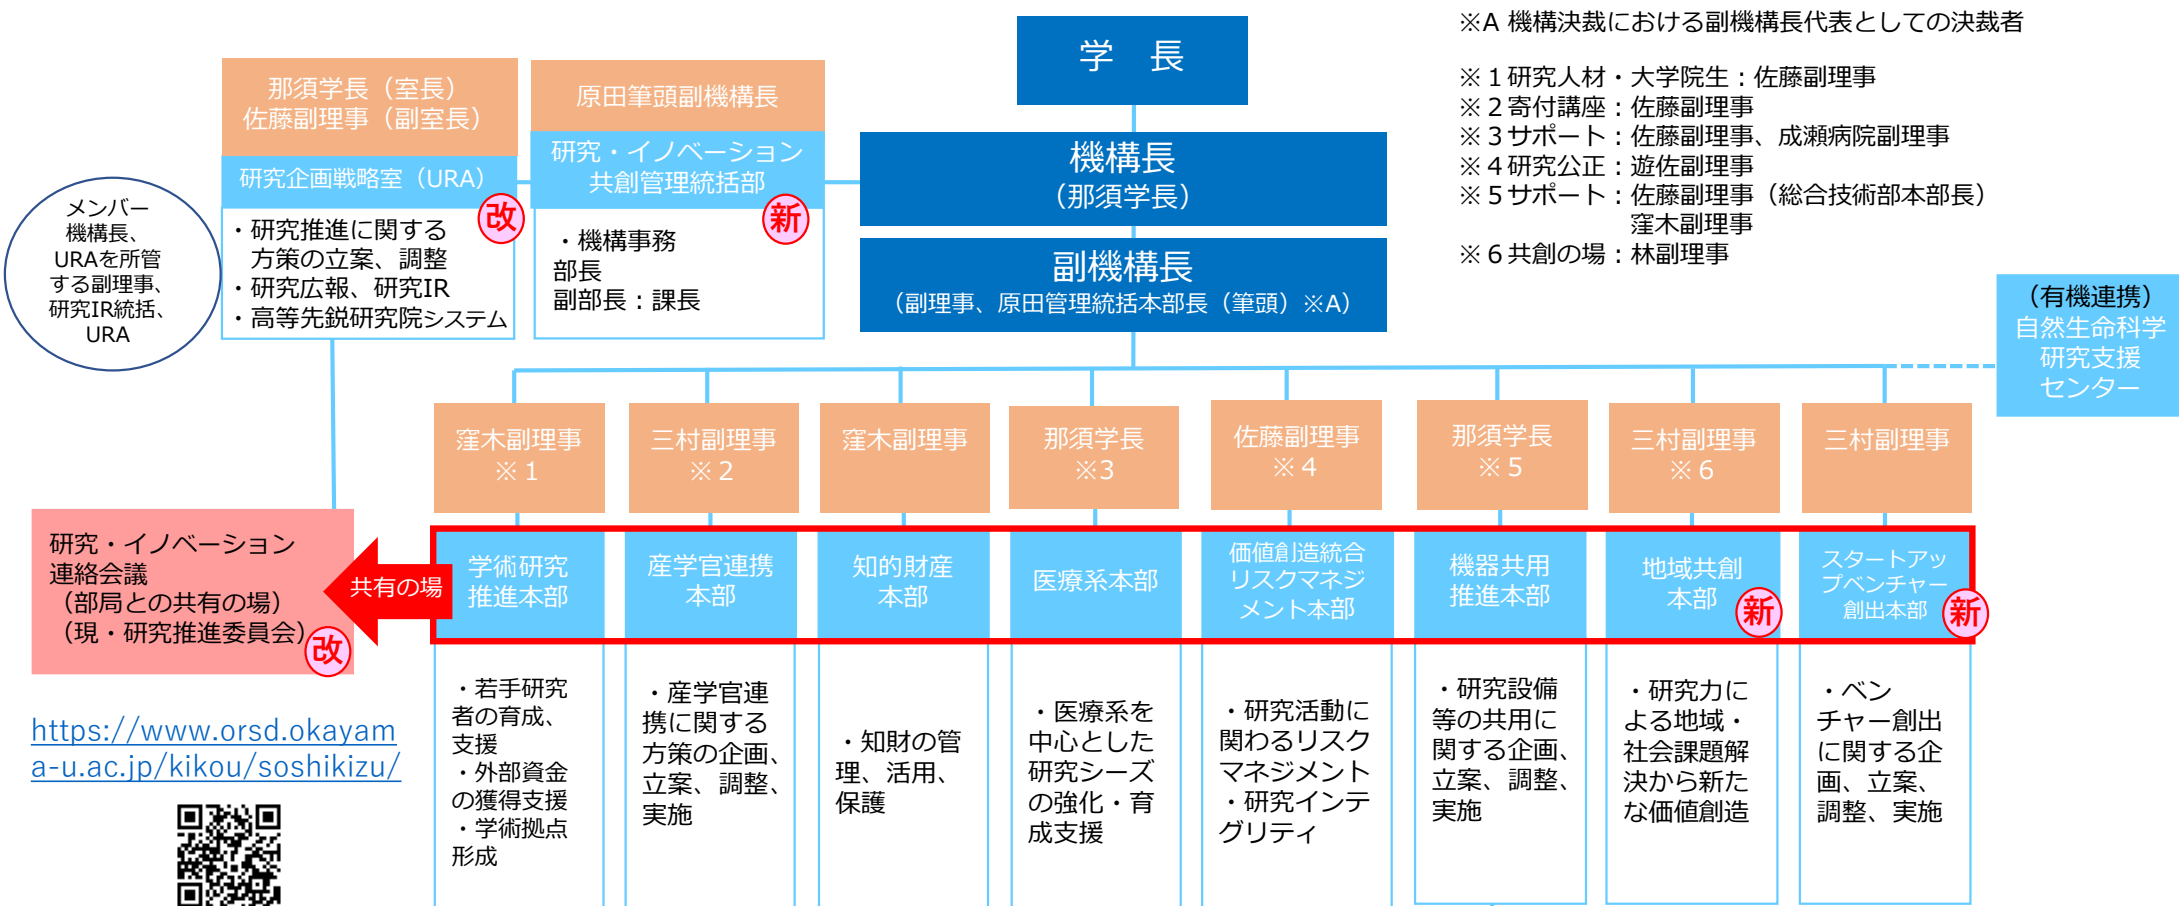 学　長
※A 機構決裁における副機構長代表としての決裁者
※１研究人材・大学院生：佐藤副理事
※２寄付講座：佐藤副理事
※３サポート：佐藤副理事、成瀬病院副理事
※４研究公正：遊佐副理事
※５サポート：佐藤副理事（総合技術部本部長）
窪木副理事
※６共創の場：林副理事
那須学長（室長）
佐藤副理事（副室長）
研究企画戦略室（URA）
改
・研究推進に関する
方策の立案、調整
・研究広報、研究IR
・高等先鋭研究院システム
原田筆頭副機構長
研究・イノベーション
共創管理統括部
新
・機構事務
部長
副部長：課長
機構長
（那須学長）
副機構長
（副理事、原田管理統括本部長（筆頭）※A）
メンバー
機構長、
URAを所管
する副理事、
研究IR統括、
URA
（有機連携）
自然生命科学
研究支援
センター
窪木副理事
※１
三村副理事
※２
窪木副理事
那須学長
※3
佐藤副理事
※４
那須学長
※５
三村副理事
※６
三村副理事
研究・イノベーション
連絡会議
（部局との共有の場）
（現・研究推進委員会）
改
共有の場
学術研究
推進本部
産学官連携
本部
知的財産
本部
医療系本部
価値創造統合
リスクマネジ
メント本部
機器共用
推進本部
地域共創
本部
新
スタートアッ
プベンチャー
創出本部
新
・若手研究
者の育成、
支援
・外部資金
の獲得支援
・学術拠点
形成
・産学官連
携に関する
方策の企画、
立案、調整、
実施
・知財の管
理、活用、
保護
・医療系を
中心とした
研究シーズ
の強化・育
成支援
・研究活動に
関わるリスク
マネジメント
・研究インテ
グリティ
・研究設備
等の共用に
関する企画、
立案、調整、
実施
・研究力に
よる地域・
社会課題解
決から新た
な価値創造
・ベン
チャー創出
に関する企
画、立案、
調整、実施
https://www.orsd.okayam
a-u.ac.jp/kikou/soshikizu/